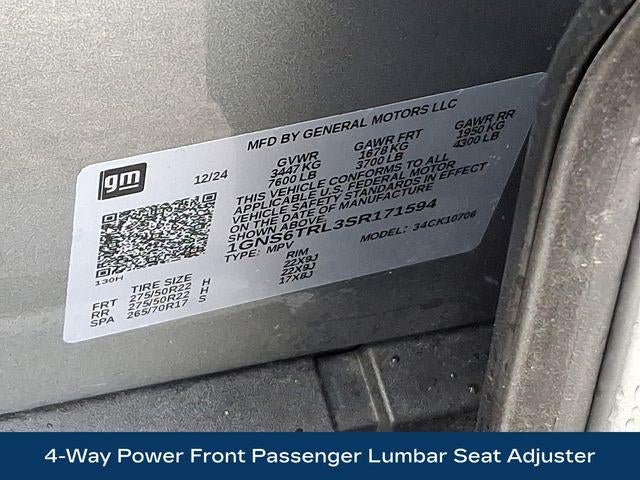 MFD BY GENERAL MOTORS LLC
gm
12/24
GVWR GAWR FRT GAWR RR
3447 KG 1678 KG 1950 KG
7600 LB 3700 LB 4300 LB
THIS VEHICLE CONFORMS TO ALL
APPLICABLE U.S. FEDERAL MOTOR
VEHICLE SAFETY STANDARDS IN EFFECT
ON THE DATE OF MANUFACTURE
SHOWN ABOVE.
1GNS6TRL3SR171594
TYPE: MPV MODEL: 34CK10706
130H
TIRE SIZE RIM
FRT 275/50R22 H 22X9J
RR 275/50R22 H 22X9J
SPA 265/70R17 S 17X8J
4-Way Power Front Passenger Lumbar Seat Adjuster